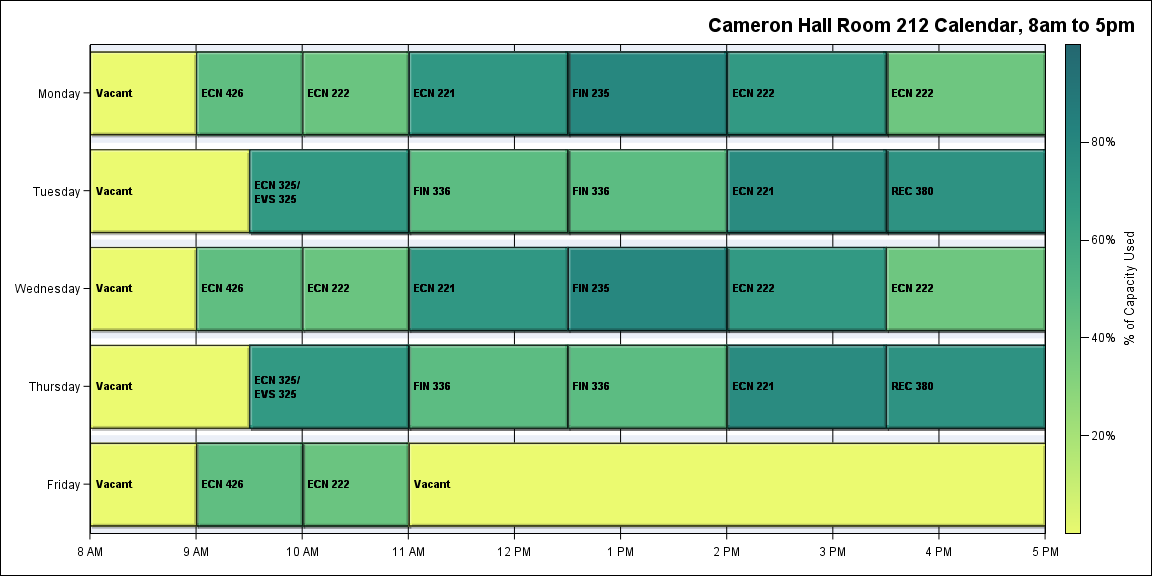 Cameron Hall Room 212 Calendar, 8am to 5pm
Monday
Vacant
ECN 426
ECN 222
ECN 221
FIN 235
ECN 222
ECN 222
Tuesday
Vacant
ECN 325/
EVS 325
FIN 336
FIN 336
ECN 221
REC 380
Wednesday
Vacant
ECN 426
ECN 222
ECN 221
FIN 235
ECN 222
ECN 222
Thursday
Vacant
ECN 325/
EVS 325
FIN 336
FIN 336
ECN 221
REC 380
Friday
Vacant
ECN 426
ECN 222
Vacant
8 AM
9 AM
10 AM
11 AM
12 PM
1 PM
2 PM
3 PM
4 PM
5 PM
80%
60%
40%
20%
% of Capacity Used